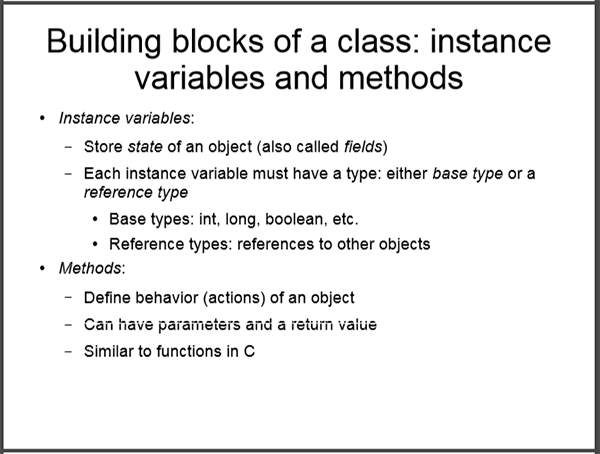 Building blocks of a class: instance
variables and methods
• Instance variables:
– Store state of an object (also called fields)
– Each instance variable must have a type: either base type or a
reference type
• Base types: int, long, boolean, etc.
• Reference types: references to other objects
• Methods:
– Define behavior (actions) of an object
– Can have parameters and a return value
– Similar to functions in C